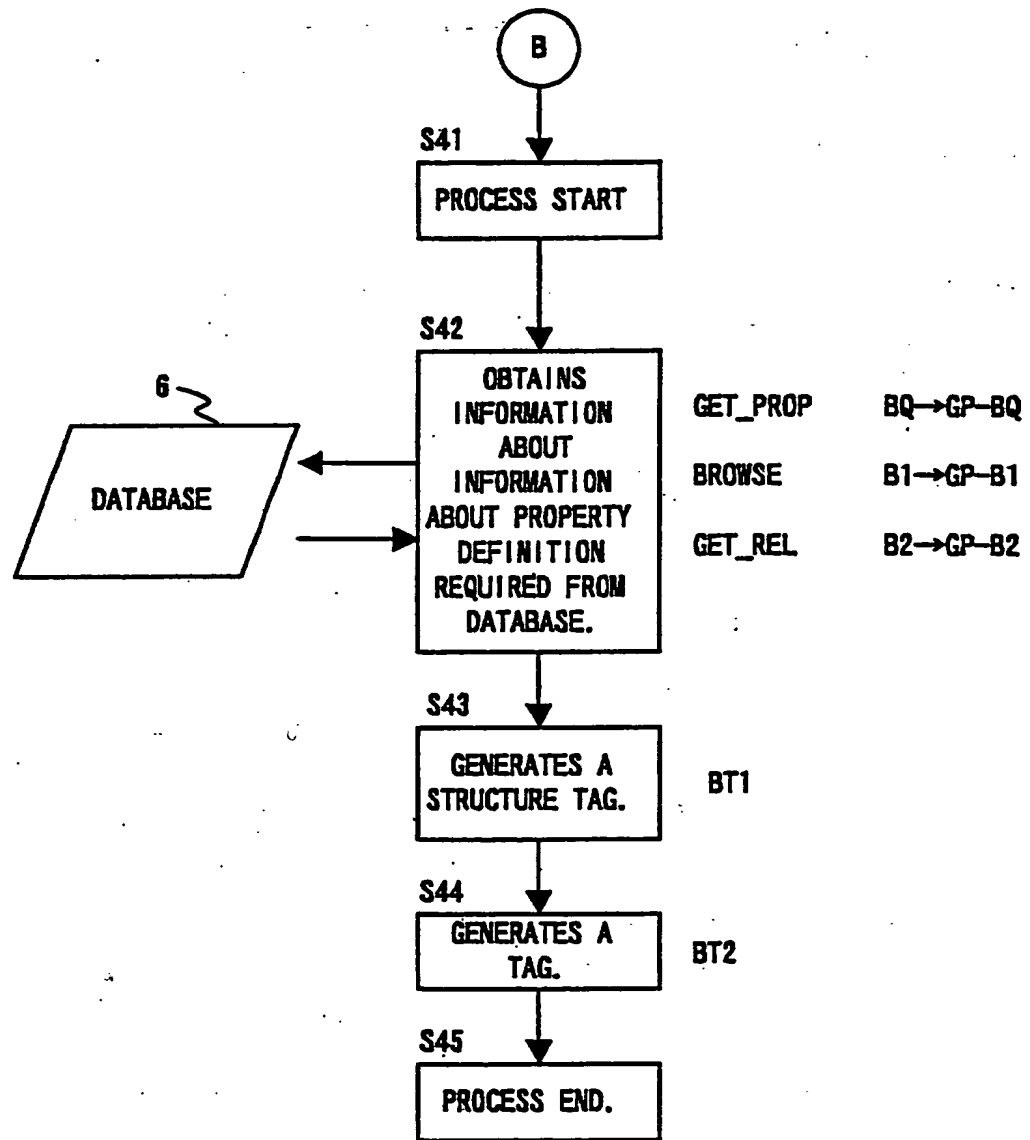 B
S41
PROCESS START
S42
OBTAINS
INFORMATION
ABOUT
INFORMATION
ABOUT PROPERTY
DEFINITION
REQUIRED FROM
DATABASE.
6
DATABASE
GET_PROP BQ→GP-BQ
BROWSE B1→GP-B1
GET_REL B2→GP-B2
S43
GENERATES A
STRUCTURE TAG.
BT1
S44
GENERATES A
TAG.
BT2
S45
PROCESS END.